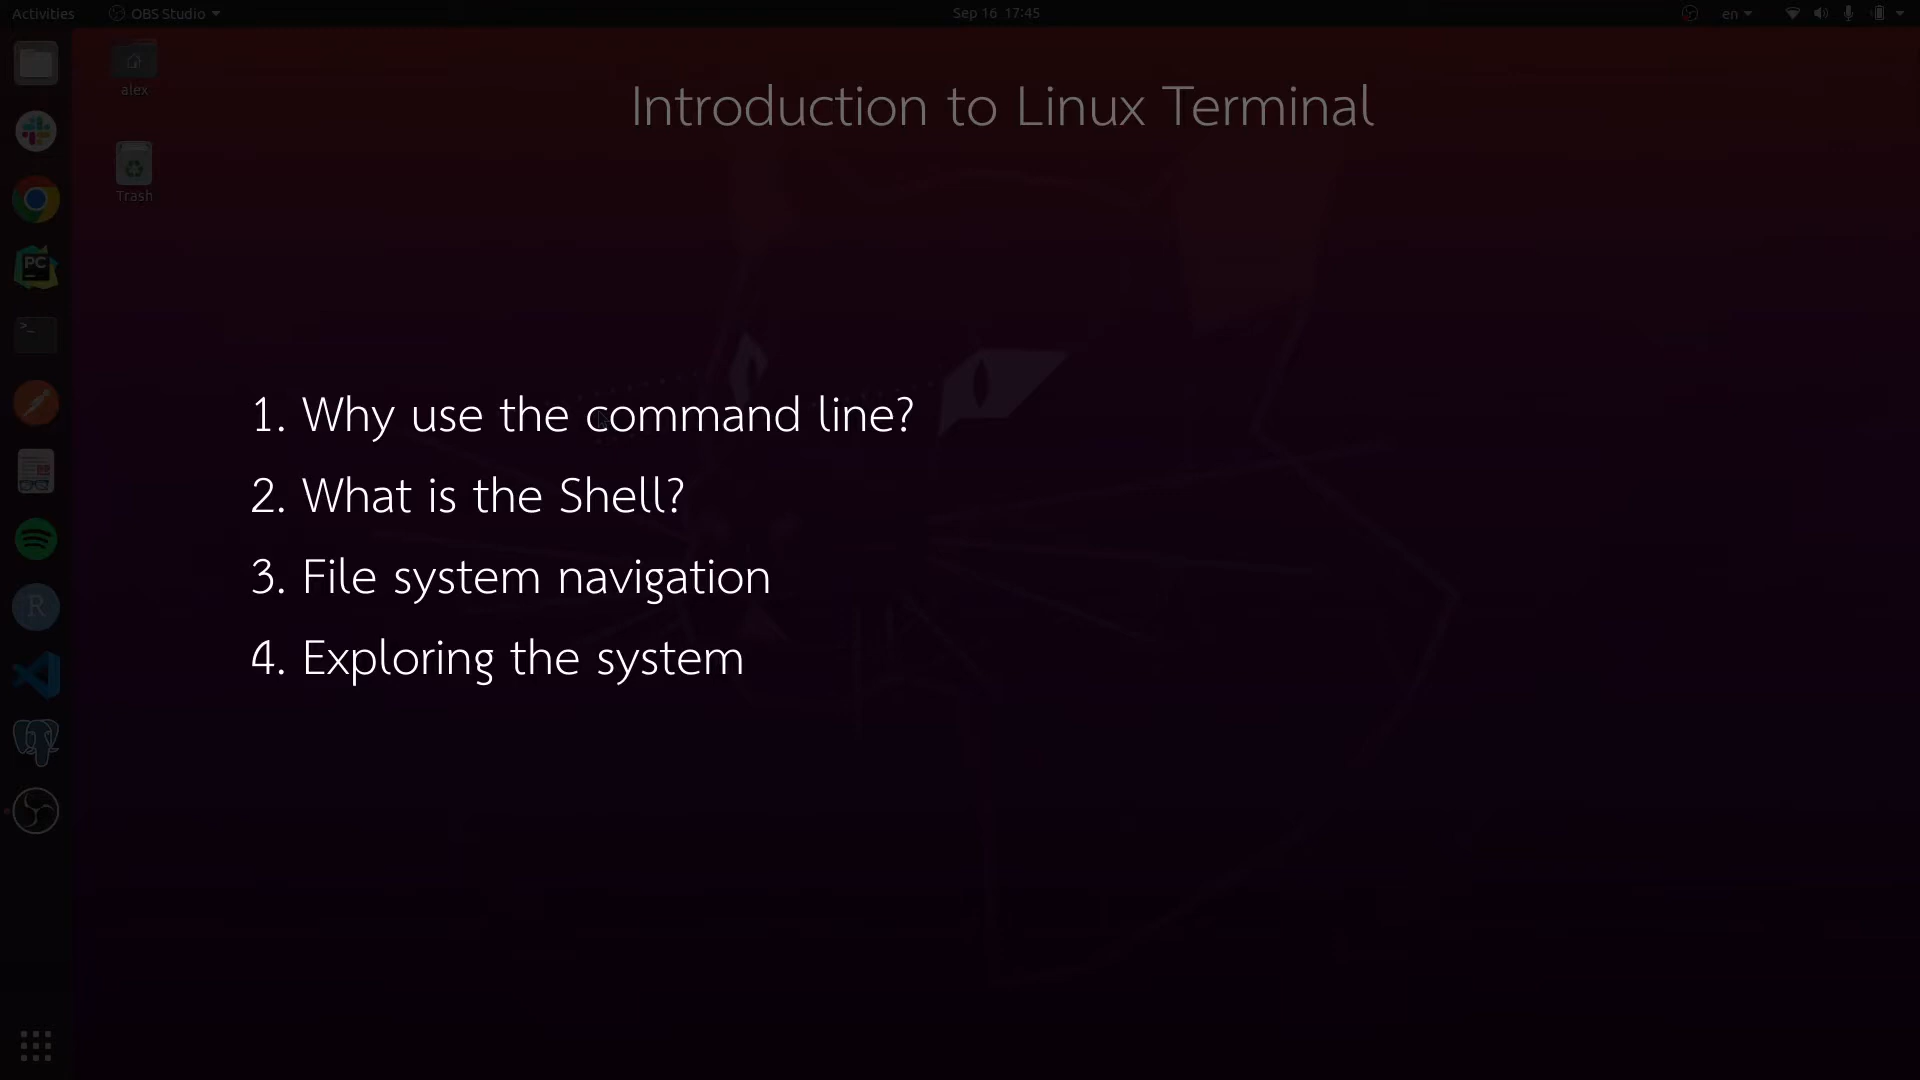 Activities OBS Studio Sep 16 17:45 en
alex
Introduction to Linux Terminal
Trash
PC
>_
1. Why use the command line?
2. What is the Shell?
3. File system navigation
R
4. Exploring the system